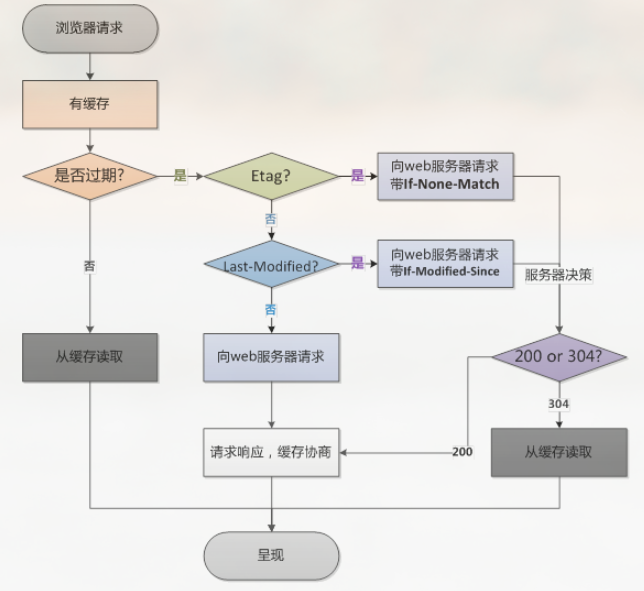 浏览器请求
有缓存
是否过期?
是
Etag?
是
向web服务器请求
带If-None-Match
否
否
Last-Modified?
是
向web服务器请求
带If-Modified-Since
服务器决策
否
从缓存读取
向web服务器请求
200 or 304?
304
请求响应，缓存协商
200
从缓存读取
呈现